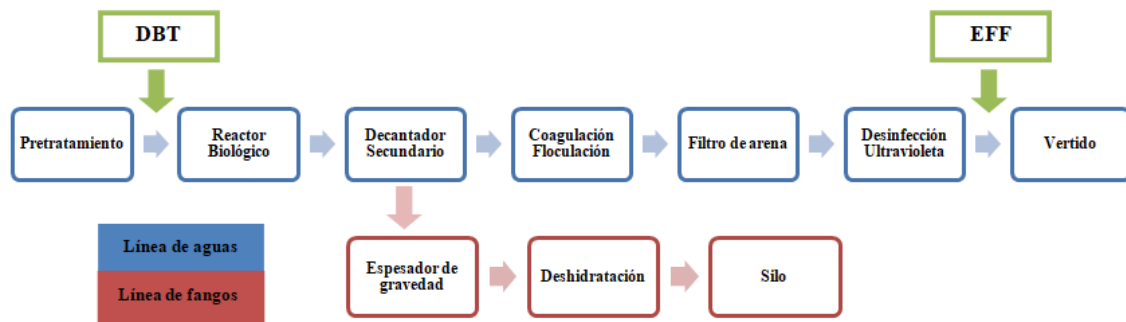 DBT
EFF
Pretratamiento
Reactor
Biológico
Decantador
Secundario
Coagulación
Floculación
Filtro de arena
Desinfección
Ultravioleta
Vertido
Línea de aguas
Línea de fangos
Espesador de
gravedad
Deshidratación
Silo